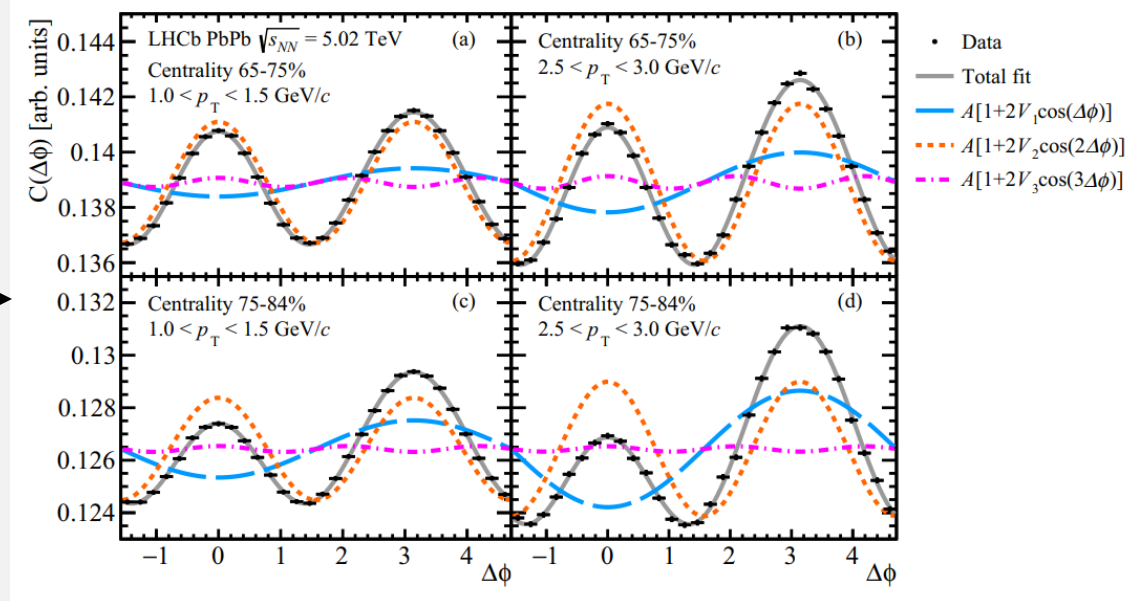 C(Δϕ) [arb. units]
LHCb PbPb √s_NN = 5.02 TeV (a)
Centrality 65-75%
1.0 < p_T < 1.5 GeV/c
0.144
0.142
0.14
0.138
0.136
(b)
Centrality 65-75%
2.5 < p_T < 3.0 GeV/c
Data
Total fit
A[1+2V_1cos(Δϕ)]
A[1+2V_2cos(2Δϕ)]
A[1+2V_3cos(3Δϕ)]
Centrality 75-84% (c)
1.0 < p_T < 1.5 GeV/c
0.132
0.13
0.128
0.126
0.124
−1 0 1 2 3 4
Δϕ
Centrality 75-84% (d)
2.5 < p_T < 3.0 GeV/c
−1 0 1 2 3 4
Δϕ